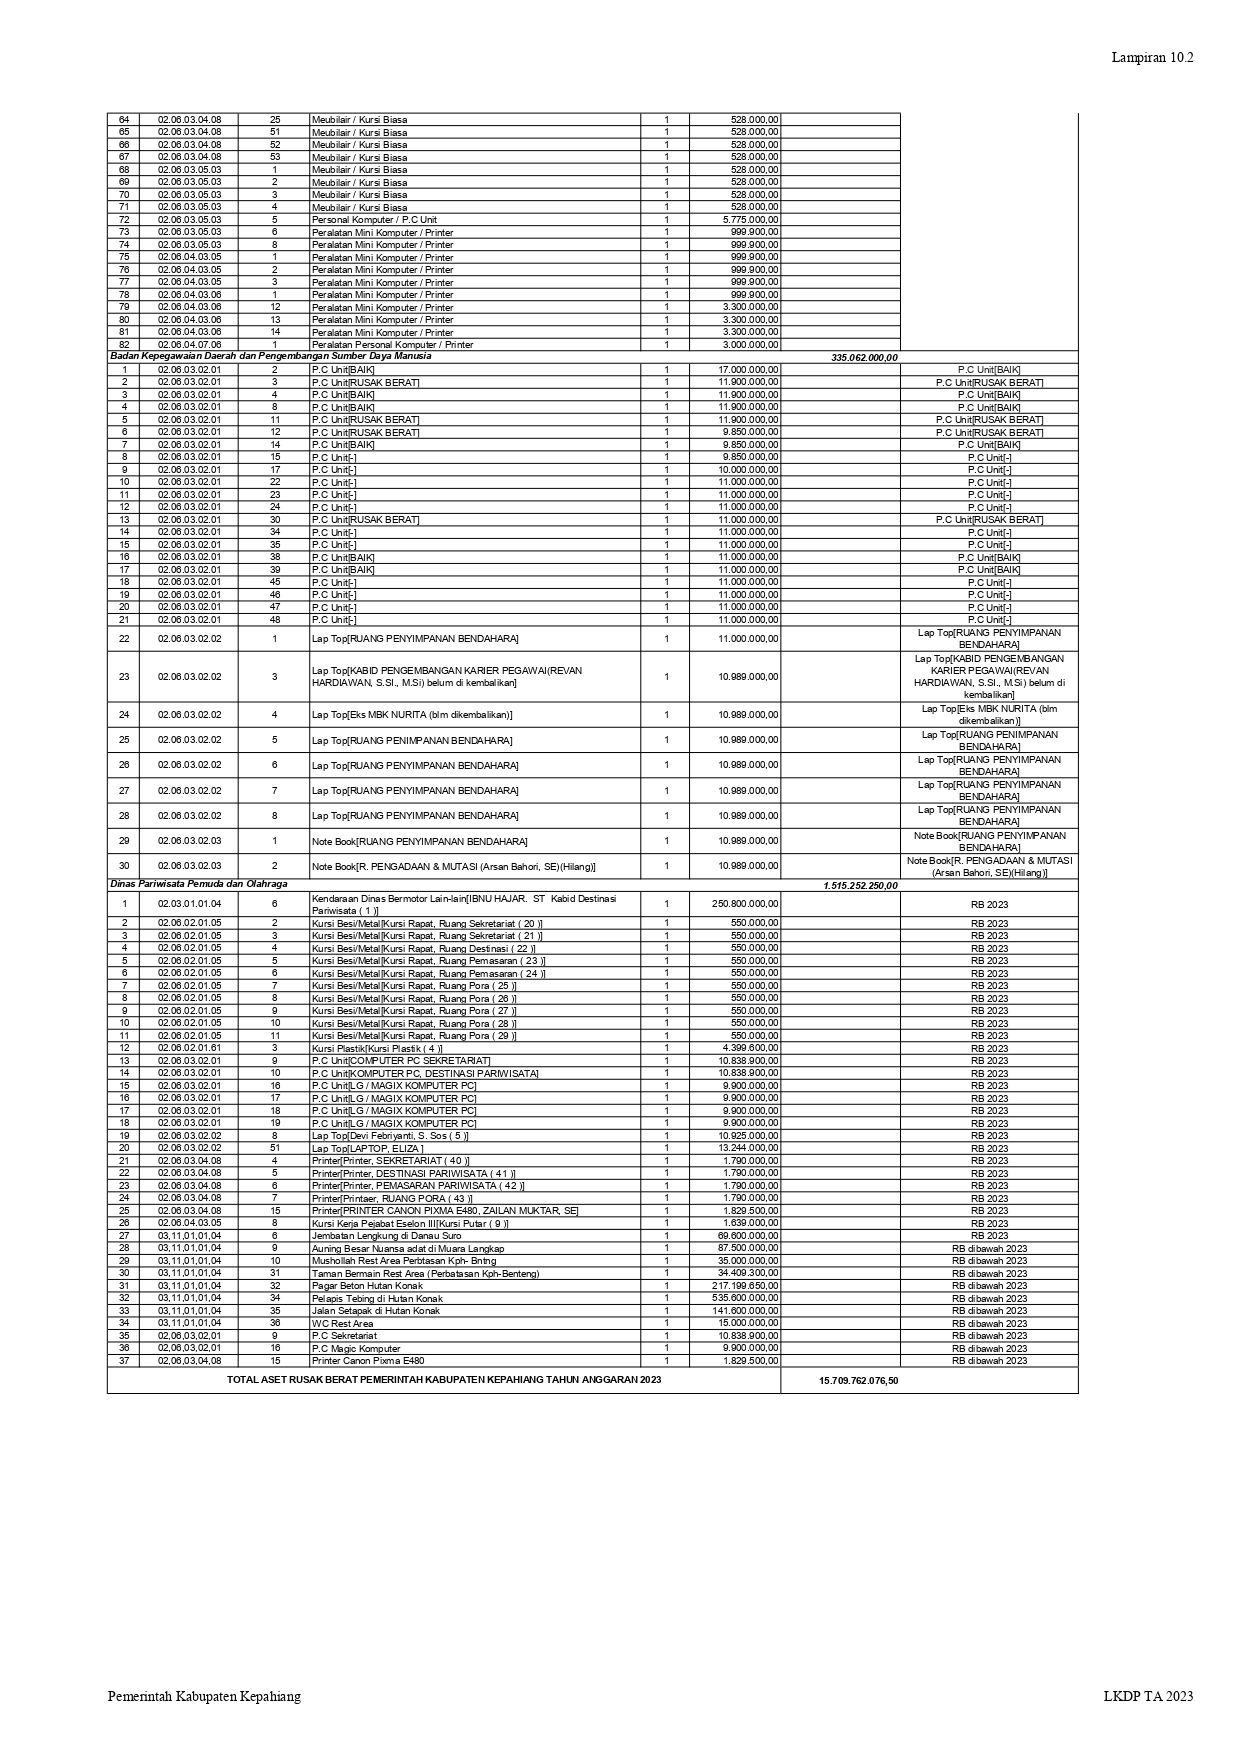 Lampiran 10.2
64 02.06.03.04.08 25 Meubilair / Kursi Biasa 1 528.000,00
65 02.06.03.04.08 51 Meubilair / Kursi Biasa 1 528.000,00
66 02.06.03.04.08 52 Meubilair / Kursi Biasa 1 528.000,00
67 02.06.03.04.08 53 Meubilair / Kursi Biasa 1 528.000,00
68 02.06.03.05.03 1 Meubilair / Kursi Biasa 1 528.000,00
69 02.06.03.05.03 2 Meubilair / Kursi Biasa 1 528.000,00
70 02.06.03.05.03 3 Meubilair / Kursi Biasa 1 528.000,00
71 02.06.03.05.03 4 Meubilair / Kursi Biasa 1 528.000,00
72 02.06.03.05.03 5 Personal Komputer / P.C Unit 1 5.775.000,00
73 02.06.03.05.03 6 Peralatan Mini Komputer / Printer 1 999.900,00
74 02.06.03.05.03 8 Peralatan Mini Komputer / Printer 1 999.900,00
75 02.06.04.03.05 1 Peralatan Mini Komputer / Printer 1 999.900,00
76 02.06.04.03.05 2 Peralatan Mini Komputer / Printer 1 999.900,00
77 02.06.04.03.05 3 Peralatan Mini Komputer / Printer 1 999.900,00
78 02.06.04.03.06 1 Peralatan Mini Komputer / Printer 1 999.900,00
79 02.06.04.03.06 12 Peralatan Mini Komputer / Printer 1 3.300.000,00
80 02.06.04.03.06 13 Peralatan Mini Komputer / Printer 1 3.300.000,00
81 02.06.04.03.06 14 Peralatan Mini Komputer / Printer 1 3.300.000,00
82 02.06.04.07.06 1 Peralatan Personal Komputer / Printer 1 3.000.000,00
Badan Kepegawaian Daerah dan Pengembangan Sumber Daya Manusia 335.062.000,00
1 02.06.03.02.01 2 P.C Unit[BAIK] 1 17.000.000,00 P.C Unit[BAIK]
2 02.06.03.02.01 3 P.C Unit[RUSAK BERAT] 1 11.900.000,00 P.C Unit[RUSAK BERAT]
3 02.06.03.02.01 4 P.C Unit[BAIK] 1 11.900.000,00 P.C Unit[BAIK]
4 02.06.03.02.01 8 P.C Unit[BAIK] 1 11.900.000,00 P.C Unit[BAIK]
5 02.06.03.02.01 11 P.C Unit[RUSAK BERAT] 1 11.900.000,00 P.C Unit[RUSAK BERAT]
6 02.06.03.02.01 12 P.C Unit[RUSAK BERAT] 1 9.850.000,00 P.C Unit[RUSAK BERAT]
7 02.06.03.02.01 14 P.C Unit[BAIK] 1 9.850.000,00 P.C Unit[BAIK]
8 02.06.03.02.01 15 P.C Unit[-] 1 9.850.000,00 P.C Unit[-]
9 02.06.03.02.01 17 P.C Unit[-] 1 10.000.000,00 P.C Unit[-]
10 02.06.03.02.01 22 P.C Unit[-] 1 11.000.000,00 P.C Unit[-]
11 02.06.03.02.01 23 P.C Unit[-] 1 11.000.000,00 P.C Unit[-]
12 02.06.03.02.01 24 P.C Unit[-] 1 11.000.000,00 P.C Unit[-]
13 02.06.03.02.01 30 P.C Unit[RUSAK BERAT] 1 11.000.000,00 P.C Unit[RUSAK BERAT]
14 02.06.03.02.01 34 P.C Unit[-] 1 11.000.000,00 P.C Unit[-]
15 02.06.03.02.01 35 P.C Unit[-] 1 11.000.000,00 P.C Unit[-]
16 02.06.03.02.01 38 P.C Unit[BAIK] 1 11.000.000,00 P.C Unit[BAIK]
17 02.06.03.02.01 39 P.C Unit[BAIK] 1 11.000.000,00 P.C Unit[BAIK]
18 02.06.03.02.01 45 P.C Unit[-] 1 11.000.000,00 P.C Unit[-]
19 02.06.03.02.01 46 P.C Unit[-] 1 11.000.000,00 P.C Unit[-]
20 02.06.03.02.01 47 P.C Unit[-] 1 11.000.000,00 P.C Unit[-]
21 02.06.03.02.01 48 P.C Unit[-] 1 11.000.000,00 P.C Unit[-]
22 02.06.03.02.02 1 Lap Top[RUANG PENYIMPANAN BENDAHARA] 1 11.000.000,00 Lap Top[RUANG PENYIMPANAN
BENDAHARA]
23 02.06.03.02.02 3 Lap Top[KABID PENGEMBANGAN KARIER PEGAWAI(REVAN
HARDIAWAN, S.SI., M.Si) belum di kembalikan] 1 10.989.000,00 Lap Top[KABID PENGEMBANGAN
KARIER PEGAWAI(REVAN
HARDIAWAN, S.SI., M.Si) belum di
kembalikan]
24 02.06.03.02.02 4 Lap Top[Eks MBK NURITA (blm dikembalikan)] 1 10.989.000,00 Lap Top[Eks MBK NURITA (blm
dikembalikan)]
25 02.06.03.02.02 5 Lap Top[RUANG PENIMPANAN BENDAHARA] 1 10.989.000,00 Lap Top[RUANG PENIMPANAN
BENDAHARA]
26 02.06.03.02.02 6 Lap Top[RUANG PENYIMPANAN BENDAHARA] 1 10.989.000,00 Lap Top[RUANG PENYIMPANAN
BENDAHARA]
27 02.06.03.02.02 7 Lap Top[RUANG PENYIMPANAN BENDAHARA] 1 10.989.000,00 Lap Top[RUANG PENYIMPANAN
BENDAHARA]
28 02.06.03.02.02 8 Lap Top[RUANG PENYIMPANAN BENDAHARA] 1 10.989.000,00 Lap Top[RUANG PENYIMPANAN
BENDAHARA]
29 02.06.03.02.03 1 Note Book[RUANG PENYIMPANAN BENDAHARA] 1 10.989.000,00 Note Book[RUANG PENYIMPANAN
BENDAHARA]
30 02.06.03.02.03 2 Note Book[R. PENGADAAN & MUTASI (Arsan Bahori, SE)(Hilang)] 1 10.989.000,00 Note Book[R. PENGADAAN & MUTASI
(Arsan Bahori, SE)(Hilang)]
Dinas Pariwisata Pemuda dan Olahraga 1.515.252.250,00
1 02.03.01.01.04 6 Kendaraan Dinas Bermotor Lain-lain[IBNU HAJAR. ST Kabid Destinasi
Pariwisata ( 1 )] 1 250.800.000,00 RB 2023
2 02.06.02.01.05 2 Kursi Besi/Metal[Kursi Rapat, Ruang Sekretariat ( 20 )] 1 550.000,00 RB 2023
3 02.06.02.01.05 3 Kursi Besi/Metal[Kursi Rapat, Ruang Sekretariat ( 21 )] 1 550.000,00 RB 2023
4 02.06.02.01.05 4 Kursi Besi/Metal[Kursi Rapat, Ruang Destinasi ( 22 )] 1 550.000,00 RB 2023
5 02.06.02.01.05 5 Kursi Besi/Metal[Kursi Rapat, Ruang Pemasaran ( 23 )] 1 550.000,00 RB 2023
6 02.06.02.01.05 6 Kursi Besi/Metal[Kursi Rapat, Ruang Pemasaran ( 24 )] 1 550.000,00 RB 2023
7 02.06.02.01.05 7 Kursi Besi/Metal[Kursi Rapat, Ruang Pora ( 25 )] 1 550.000,00 RB 2023
8 02.06.02.01.05 8 Kursi Besi/Metal[Kursi Rapat, Ruang Pora ( 26 )] 1 550.000,00 RB 2023
9 02.06.02.01.05 9 Kursi Besi/Metal[Kursi Rapat, Ruang Pora ( 27 )] 1 550.000,00 RB 2023
10 02.06.02.01.05 10 Kursi Besi/Metal[Kursi Rapat, Ruang Pora ( 28 )] 1 550.000,00 RB 2023
11 02.06.02.01.05 11 Kursi Besi/Metal[Kursi Rapat, Ruang Pora ( 29 )] 1 550.000,00 RB 2023
12 02.06.02.01.61 3 Kursi Plastik[Kursi Plastik ( 4 )] 1 4.399.600,00 RB 2023
13 02.06.03.02.01 9 P.C Unit[COMPUTER PC SEKRETARIAT] 1 10.838.900,00 RB 2023
14 02.06.03.02.01 10 P.C Unit[KOMPUTER PC, DESTINASI PARIWISATA] 1 10.838.900,00 RB 2023
15 02.06.03.02.01 16 P.C Unit[LG / MAGIX KOMPUTER PC] 1 9.900.000,00 RB 2023
16 02.06.03.02.01 17 P.C Unit[LG / MAGIX KOMPUTER PC] 1 9.900.000,00 RB 2023
17 02.06.03.02.01 18 P.C Unit[LG / MAGIX KOMPUTER PC] 1 9.900.000,00 RB 2023
18 02.06.03.02.01 19 P.C Unit[LG / MAGIX KOMPUTER PC] 1 9.900.000,00 RB 2023
19 02.06.03.02.02 8 Lap Top[Devi Febriyanti, S. Sos ( 5 )] 1 10.925.000,00 RB 2023
20 02.06.03.02.02 51 Lap Top[LAPTOP, ELIZA ] 1 13.244.000,00 RB 2023
21 02.06.03.04.08 4 Printer[Printer, SEKRETARIAT ( 40 )] 1 1.790.000,00 RB 2023
22 02.06.03.04.08 5 Printer[Printer, DESTINASI PARIWISATA ( 41 )] 1 1.790.000,00 RB 2023
23 02.06.03.04.08 6 Printer[Printer, PEMASARAN PARIWISATA ( 42 )] 1 1.790.000,00 RB 2023
24 02.06.03.04.08 7 Printer[Printaer, RUANG PORA ( 43 )] 1 1.790.000,00 RB 2023
25 02.06.03.04.08 15 Printer[PRINTER CANON PIXMA E480, ZAILAN MUKTAR, SE] 1 1.829.500,00 RB 2023
26 02.06.04.03.05 8 Kursi Kerja Pejabat Eselon III[Kursi Putar ( 9 )] 1 1.639.000,00 RB 2023
27 03,11,01,01,04 6 Jembatan Lengkung di Danau Suro 1 69.600.000,00 RB 2023
28 03,11,01,01,04 9 Auning Besar Nuansa adat di Muara Langkap 1 87.500.000,00 RB dibawah 2023
29 03,11,01,01,04 10 Mushollah Rest Area Perbtasan Kph- Bntng 1 35.000.000,00 RB dibawah 2023
30 03,11,01,01,04 31 Taman Bermain Rest Area (Perbatasan Kph-Benteng) 1 34.409.300,00 RB dibawah 2023
31 03,11,01,01,04 32 Pagar Beton Hutan Konak 1 217.199.650,00 RB dibawah 2023
32 03,11,01,01,04 34 Pelapis Tebing di Hutan Konak 1 535.600.000,00 RB dibawah 2023
33 03,11,01,01,04 35 Jalan Setapak di Hutan Konak 1 141.600.000,00 RB dibawah 2023
34 03,11,01,01,04 36 WC Rest Area 1 15.000.000,00 RB dibawah 2023
35 02,06,03,02,01 9 P.C Sekretariat 1 10.838.900,00 RB dibawah 2023
36 02,06,03,02,01 16 P.C Magic Komputer 1 9.900.000,00 RB dibawah 2023
37 02,06,03,04,08 15 Printer Canon Pixma E480 1 1.829.500,00 RB dibawah 2023
TOTAL ASET RUSAK BERAT PEMERINTAH KABUPATEN KEPAHIANG TAHUN ANGGARAN 2023 15.709.762.076,50
Pemerintah Kabupaten Kepahiang LKDP TA 2023